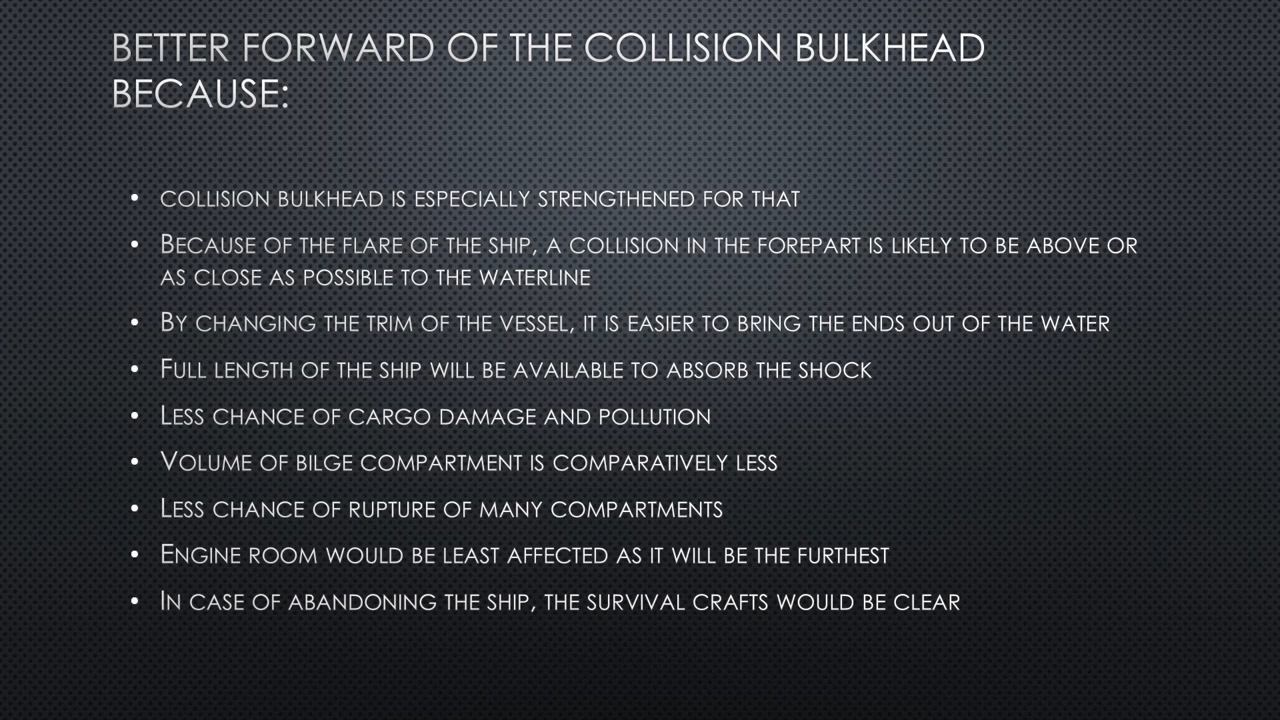 BETTER FORWARD OF THE COLLISION BULKHEAD
BECAUSE:
• COLLISION BULKHEAD IS ESPECIALLY STRENGTHENED FOR THAT
• BECAUSE OF THE FLARE OF THE SHIP, A COLLISION IN THE FOREPART IS LIKELY TO BE ABOVE OR
AS CLOSE AS POSSIBLE TO THE WATERLINE
• BY CHANGING THE TRIM OF THE VESSEL, IT IS EASIER TO BRING THE ENDS OUT OF THE WATER
• FULL LENGTH OF THE SHIP WILL BE AVAILABLE TO ABSORB THE SHOCK
• LESS CHANCE OF CARGO DAMAGE AND POLLUTION
• VOLUME OF BILGE COMPARTMENT IS COMPARATIVELY LESS
• LESS CHANCE OF RUPTURE OF MANY COMPARTMENTS
• ENGINE ROOM WOULD BE LEAST AFFECTED AS IT WILL BE THE FURTHEST
• IN CASE OF ABANDONING THE SHIP, THE SURVIVAL CRAFTS WOULD BE CLEAR